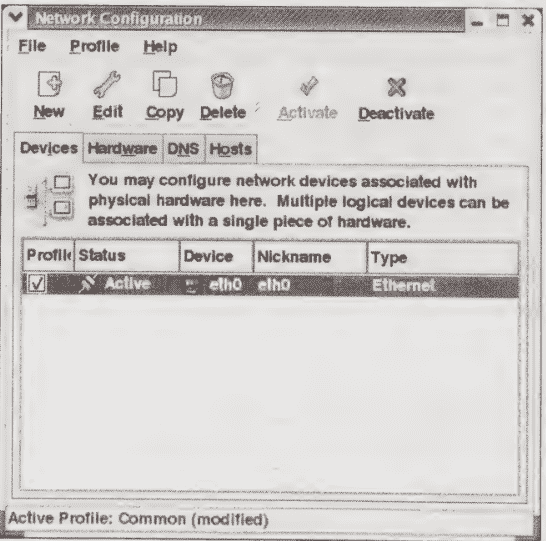 Network Configuration
File Profile Help
New Edit Copy Delete Activate Deactivate
Devices Hardware DNS Hosts
You may configure network devices associated with
physical hardware here. Multiple logical devices can be
associated with a single piece of hardware.
Profile Status Device Nickname Type
Active eth0 eth0 Ethernet
Active Profile: Common (modified)